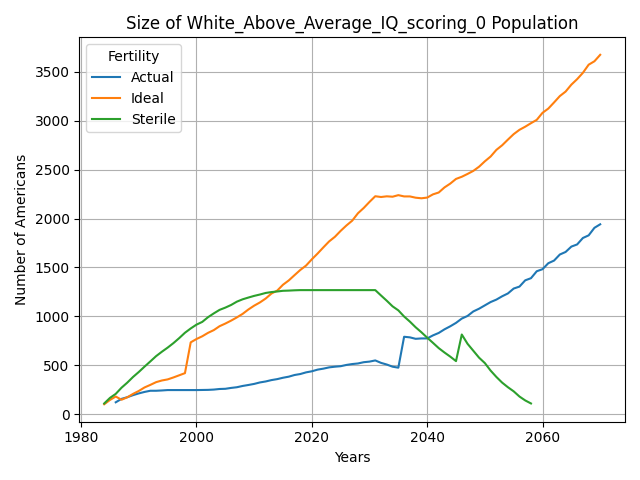 Size of White_Above_Average_IQ_scoring_0 Population
Fertility
Actual
Ideal
Sterile
Number of Americans
3500
3000
2500
2000
1500
1000
500
0
1980
2000
2020
2040
2060
Years